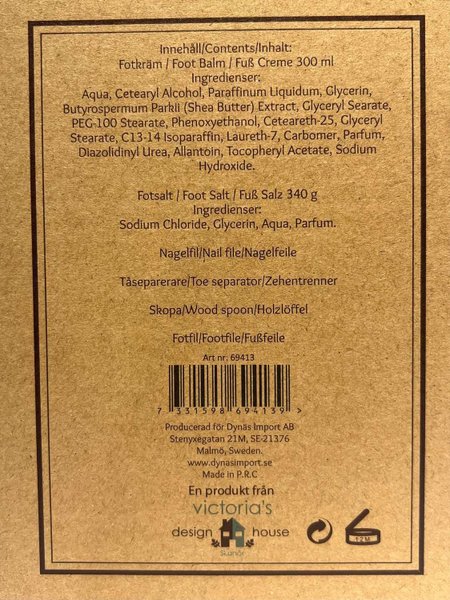 Innehåll/Contents/Inhalt:
Fotkräm / Foot Balm / Fuß Creme 300 ml
Ingredienser:
Aqua, Cetearyl Alcohol, Paraffinum Liquidum, Glycerin,
Butyrospermum Parkii (Shea Butter) Extract, Glyceryl Searate,
PEG-100 Stearate, Phenoxyethanol, Ceteareth-25, Glyceryl
Stearate, C13-14 Isoparaffin, Laureth-7, Carbomer, Parfum,
Diazolidinyl Urea, Allantoin, Tocopheryl Acetate, Sodium
Hydroxide.
Fotsalt / Foot Salt / Fuß Salz 340 g
Ingredienser:
Sodium Chloride, Glycerin, Aqua, Parfum.
Nagelfil/Nail file/Nagelfeile
Tåseparerare/Toe separator/Zehentrenner
Skopa/Wood spoon/Holzlöffel
Fotfil/Footfile/Fußfeile
Art nr. 69413
7 331598 694139 >
Producerad för Dynas Import AB
Stenyxegatan 21M, SE-21376
Malmö, Sweden.
www.dynasimport.se
Made in P.R.C
En produkt från
victoria's
design house
Skanör
12M